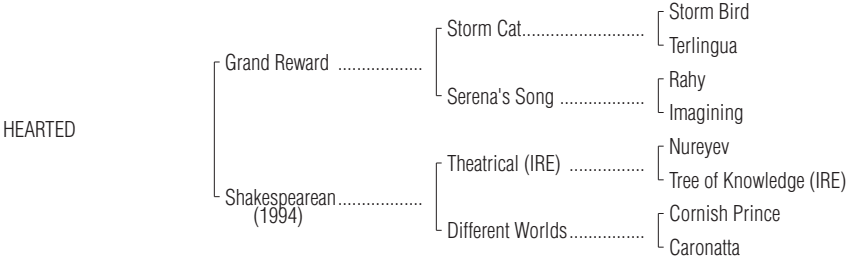 Storm Bird
Storm Cat..........................
Terlingua
Grand Reward ..................
Rahy
Serena's Song ..................
Imagining
HEARTED
Nureyev
Theatrical (IRE) ................
Tree of Knowledge (IRE)
Shakespearean..................
(1994)
Cornish Prince
Different Worlds................
Caronatta